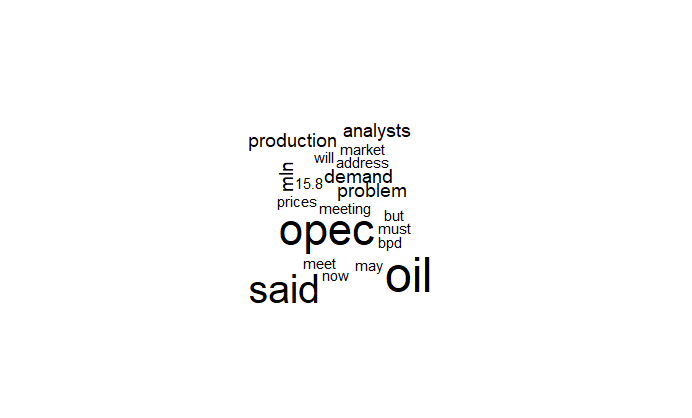 analysts
production
market
will
address
mln
demand
15.8
problem
prices
meeting
but
opec
must
bpd
meet
may
now
oil
said